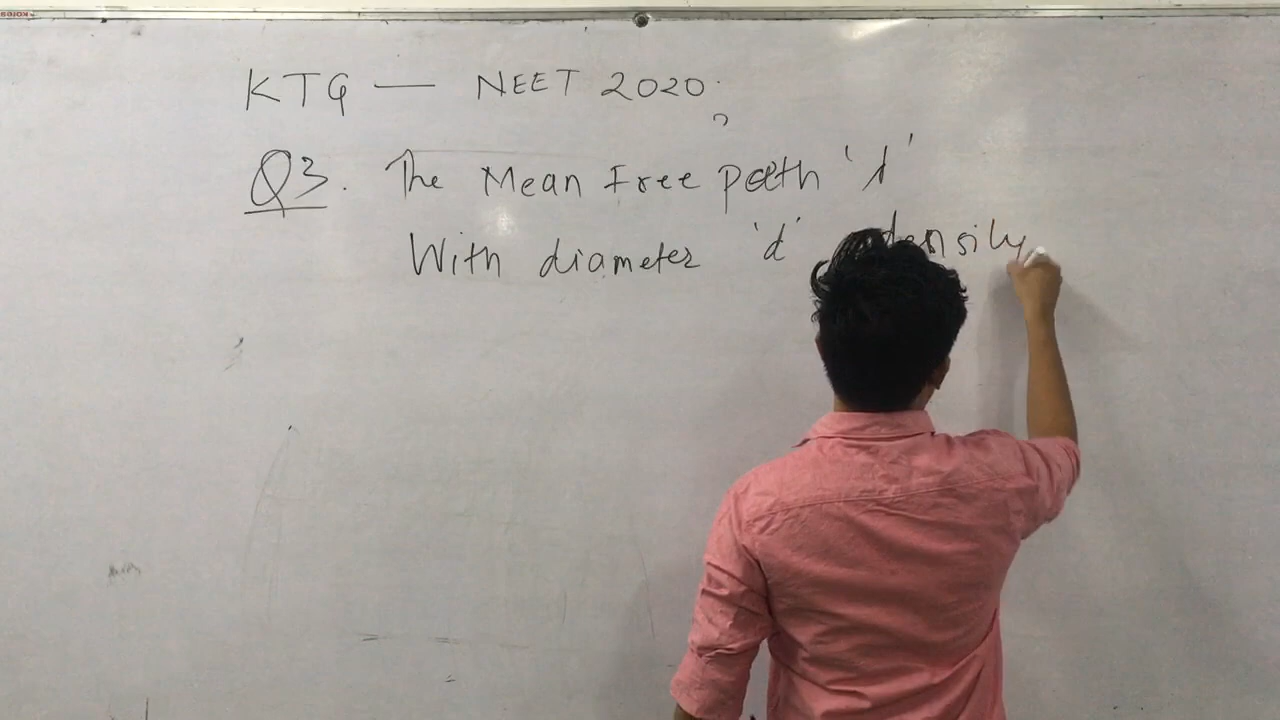 KTG — NEET 2020.
Q3. The Mean Free path 'λ'
With diameter 'd' density